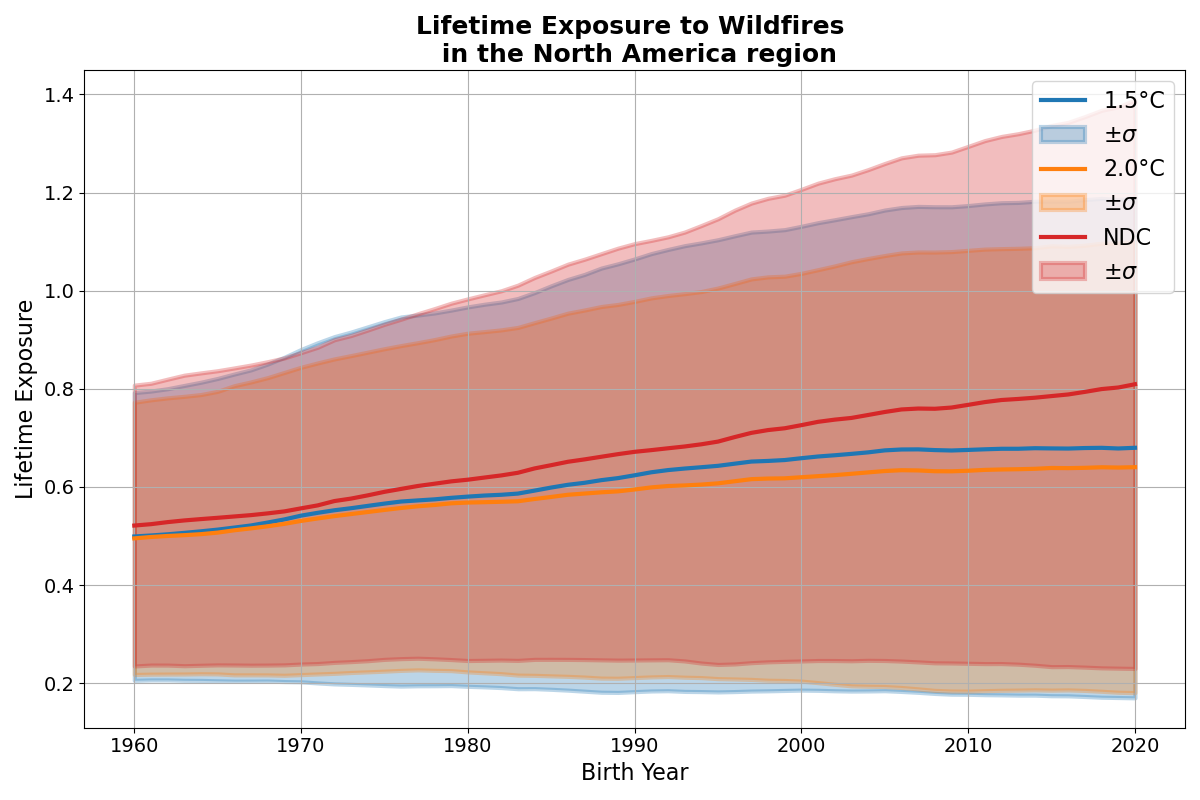 Lifetime Exposure to Wildfires
in the North America region
1.4
1.2
1.0
0.8
0.6
0.4
0.2
Lifetime Exposure
1960
1970
1980
1990
2000
2010
2020
Birth Year
1.5°C
±σ
2.0°C
±σ
NDC
±σ